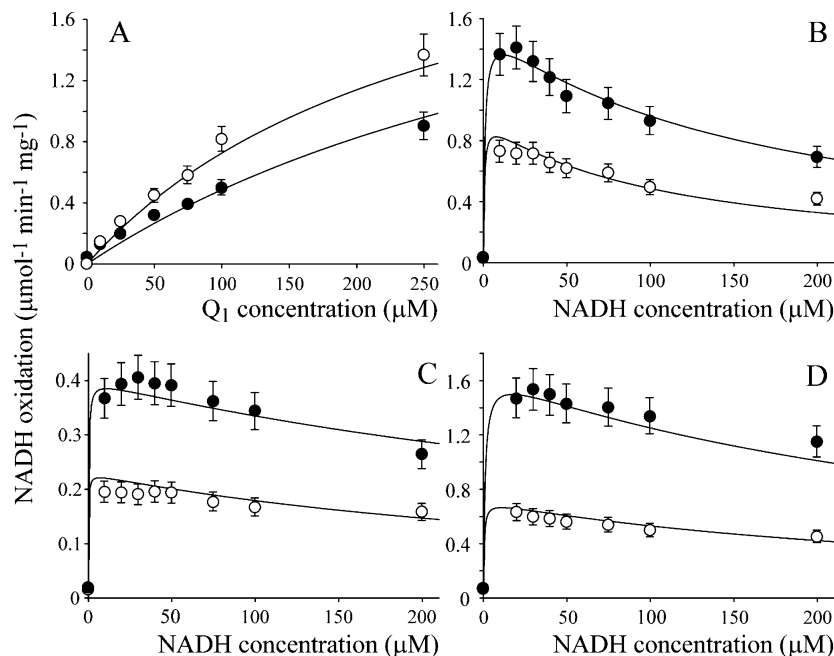 NADH oxidation (µmol⁻¹ min⁻¹ mg⁻¹)
A
1.6
1.2
0.8
0.4
0
0 50 100 150 200 250
Q₁ concentration (µM)
B
1.6
1.2
0.8
0.4
0
0 50 100 150 200
NADH concentration (µM)
C
0.4
0.3
0.2
0.1
0
0 50 100 150 200
NADH concentration (µM)
D
1.6
1.2
0.8
0.4
0
0 50 100 150 200
NADH concentration (µM)